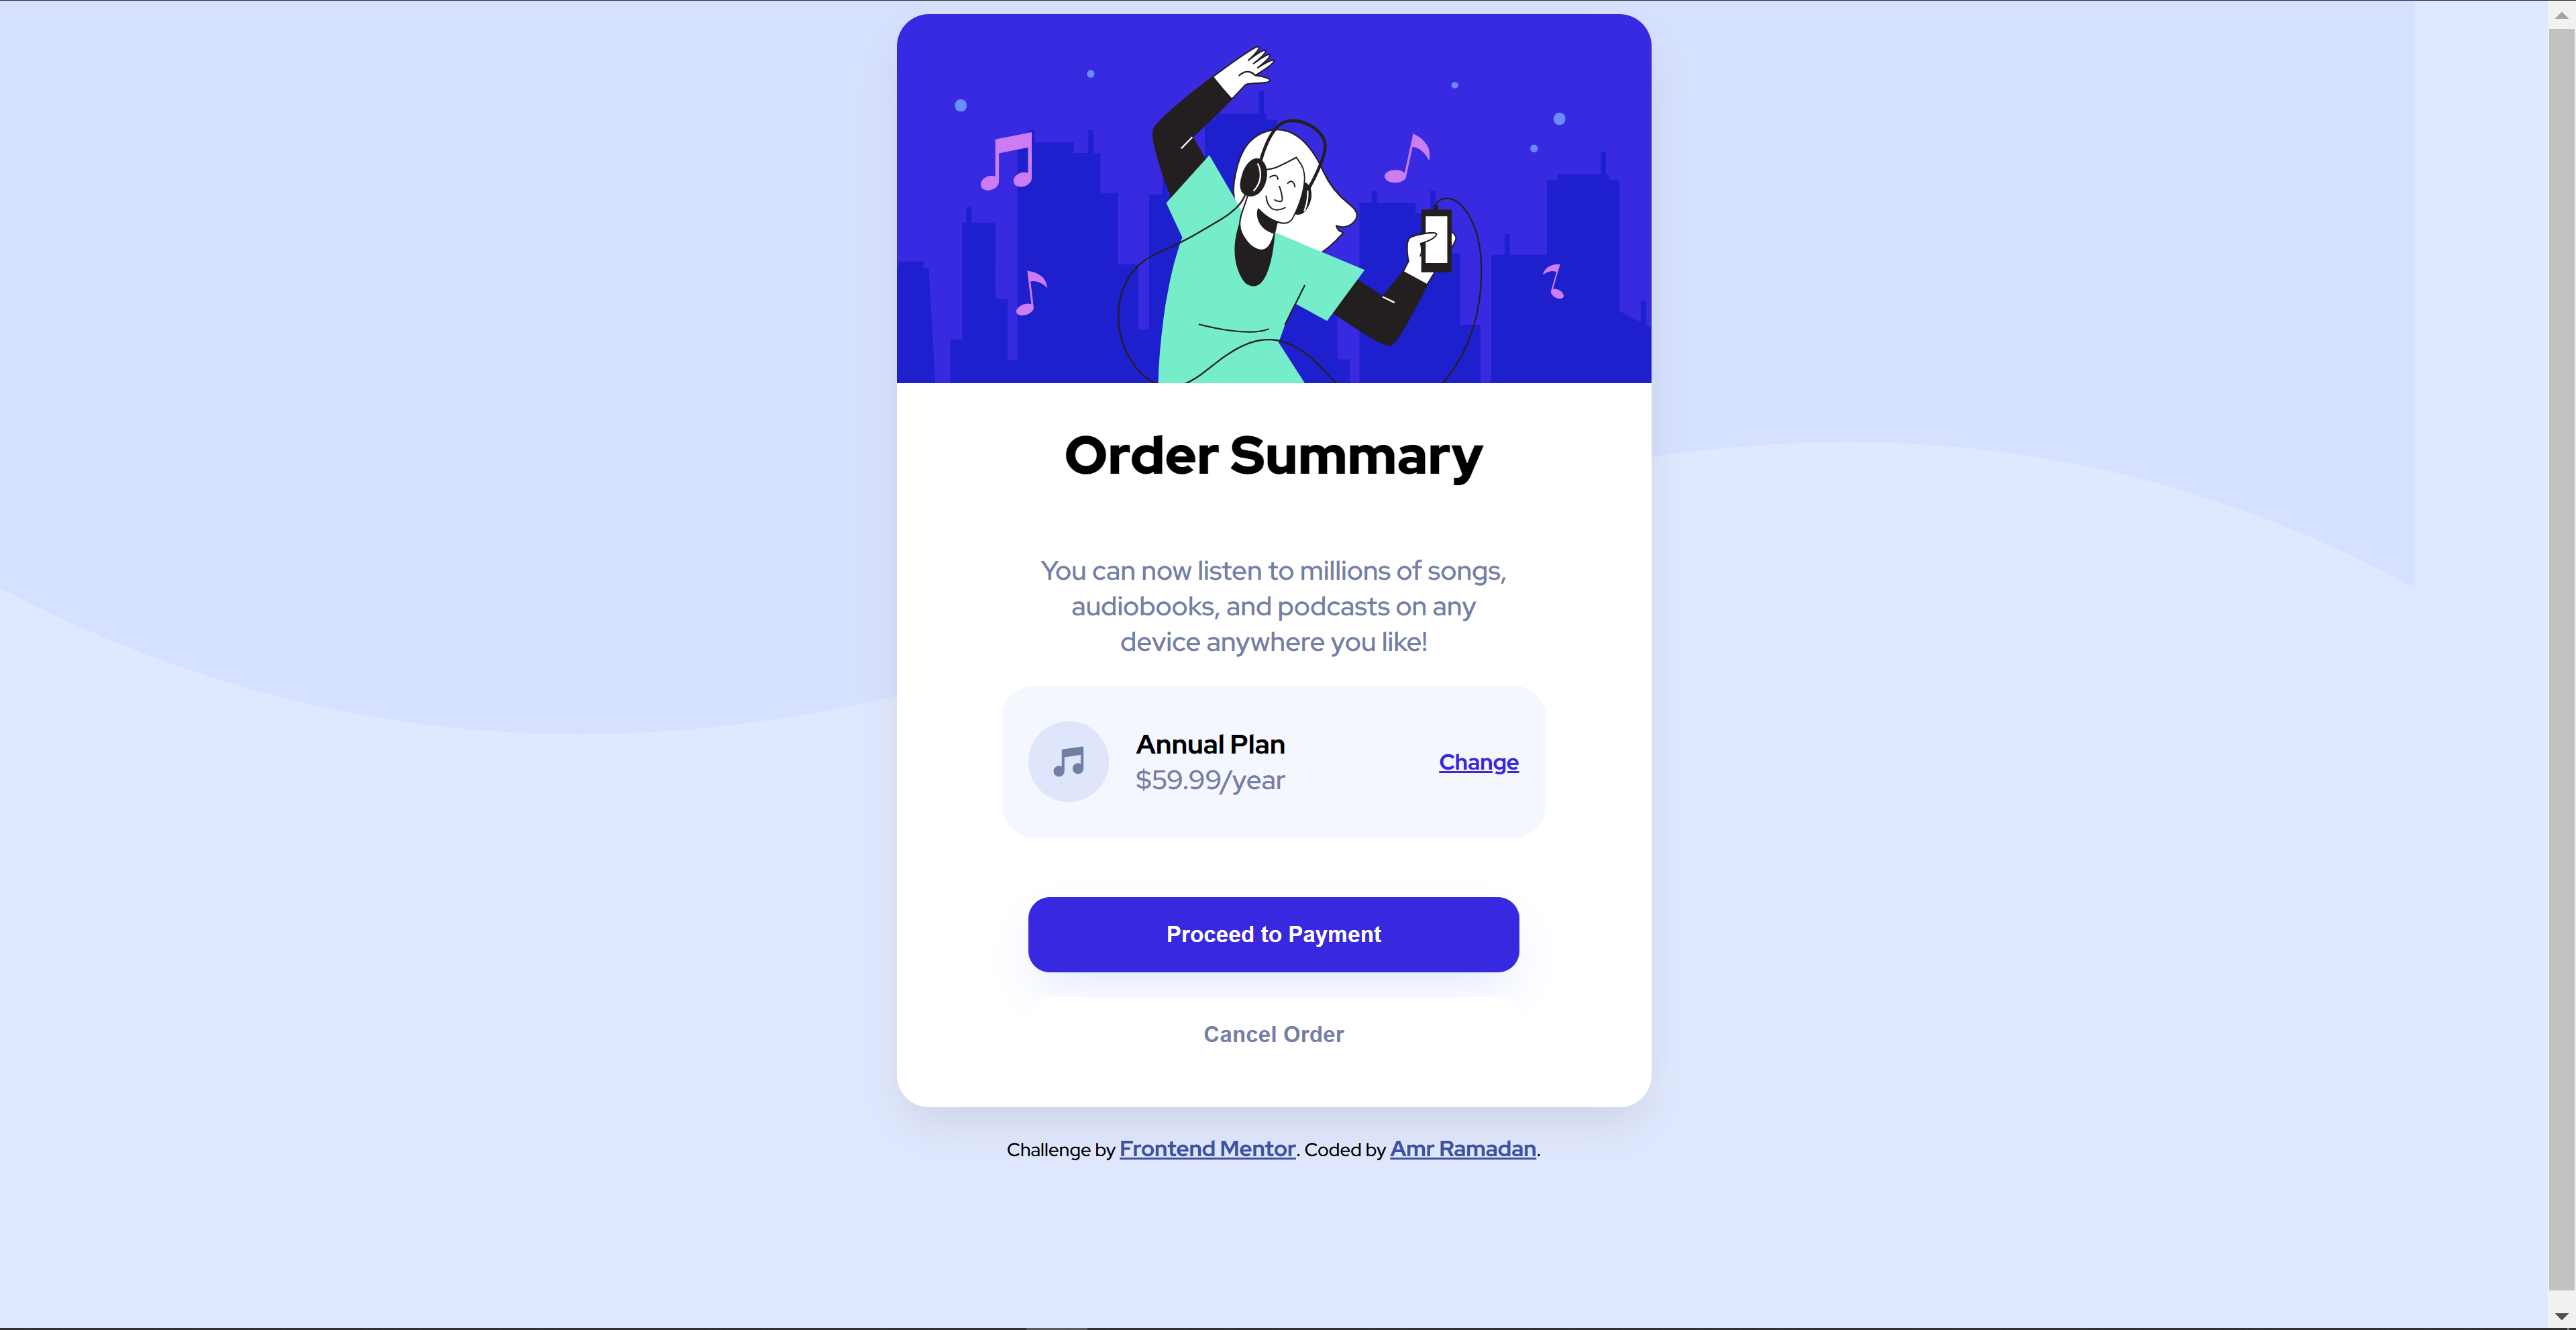 Order Summary
You can now listen to millions of songs,
audiobooks, and podcasts on any
device anywhere you like!
Annual Plan
$59.99/year
Change
Proceed to Payment
Cancel Order
Challenge by Frontend Mentor. Coded by Amr Ramadan.